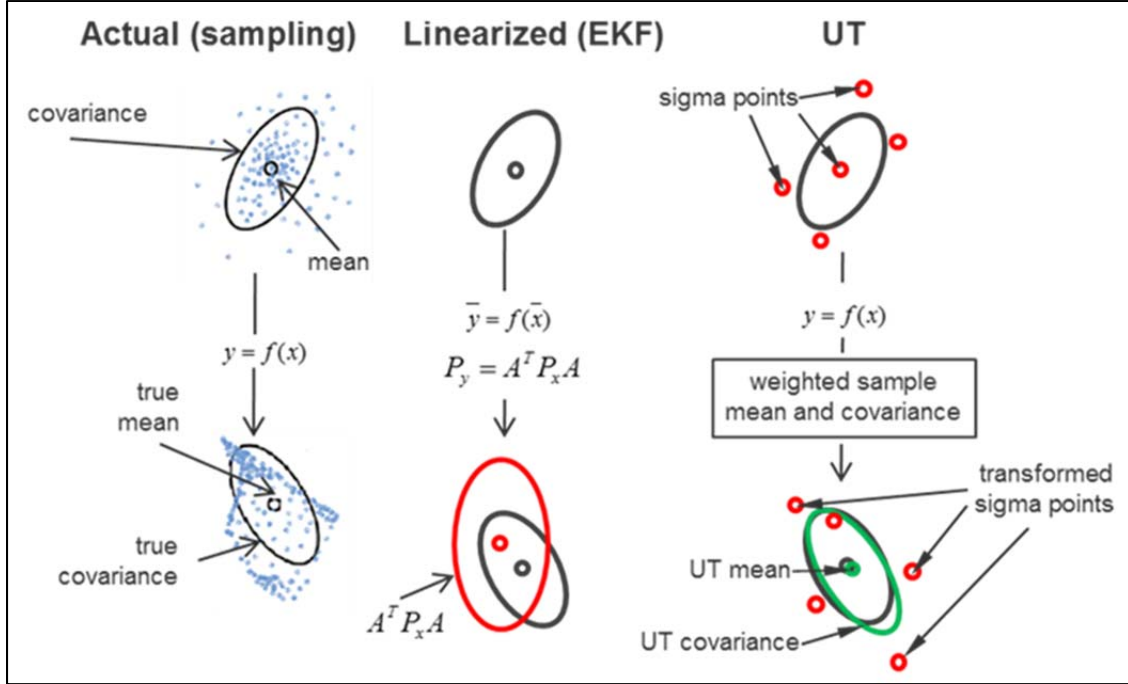 Actual (sampling)
Linearized (EKF)
UT
covariance
mean
sigma points
y = f(x)
y̅ = f(x̅)
P_y = A^T P_x A
y = f(x)
weighted sample
mean and covariance
true
mean
true
covariance
A^T P_x A
transformed
sigma points
UT mean
UT covariance